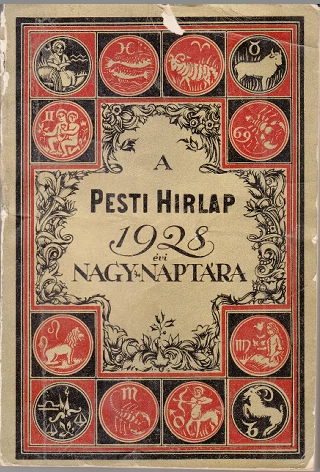 A
PESTI HIRLAP
1928
évi
NAGY-NAPTÁRA